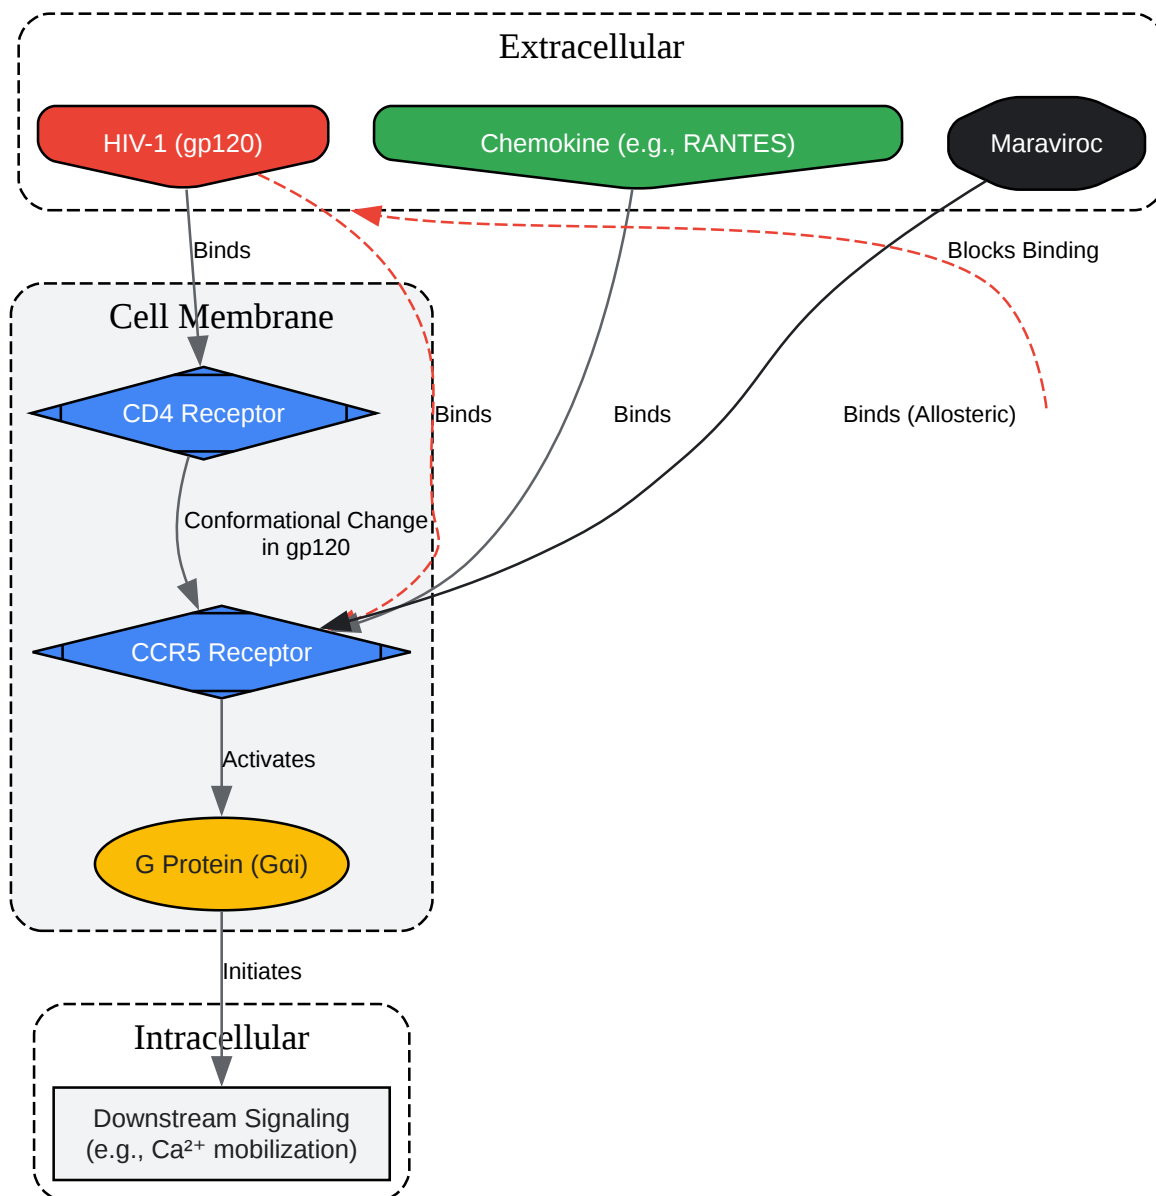 Extracellular
HIV-1 (gp120)
Chemokine (e.g., RANTES)
Maraviroc
Binds
Blocks Binding
Cell Membrane
CD4 Receptor
Binds
Binds
Binds (Allosteric)
Conformational Change
in gp120
CCR5 Receptor
Activates
G Protein (Gαi)
Initiates
Intracellular
Downstream Signaling
(e.g., Ca²⁺ mobilization)